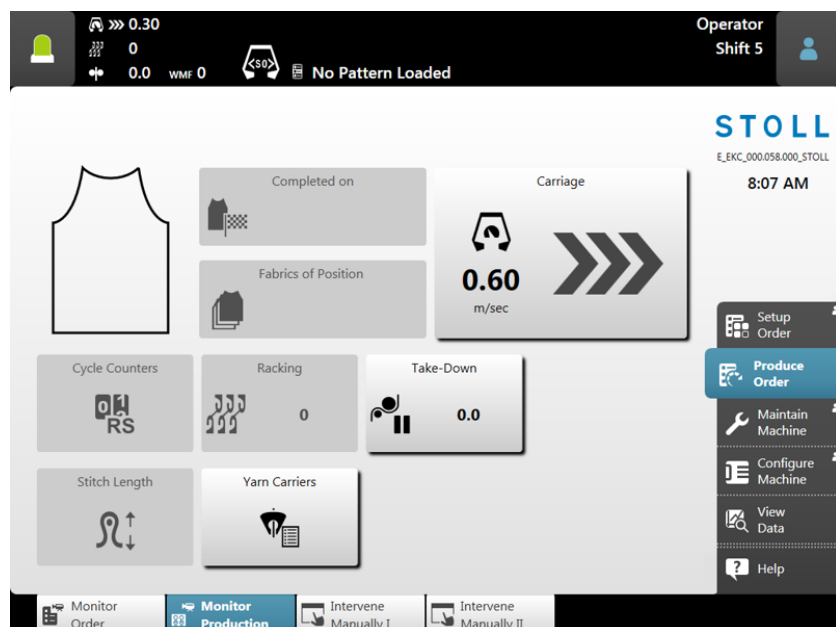 >>> 0.30
0
0.0 WMF 0
<SO>
No Pattern Loaded
Operator
Shift 5
STOLL
E_EKC_000.058.000_STOLL
8:07 AM
Completed on
Carriage
0.60
m/sec
Fabrics of Position
Cycle Counters
RS
Racking
0
Take-Down
0.0
Stitch Length
Yarn Carriers
Setup
Order
Produce
Order
Maintain
Machine
Configure
Machine
View
Data
? Help
Monitor
Order
Monitor
Production
Intervene
Manually I
Intervene
Manually II